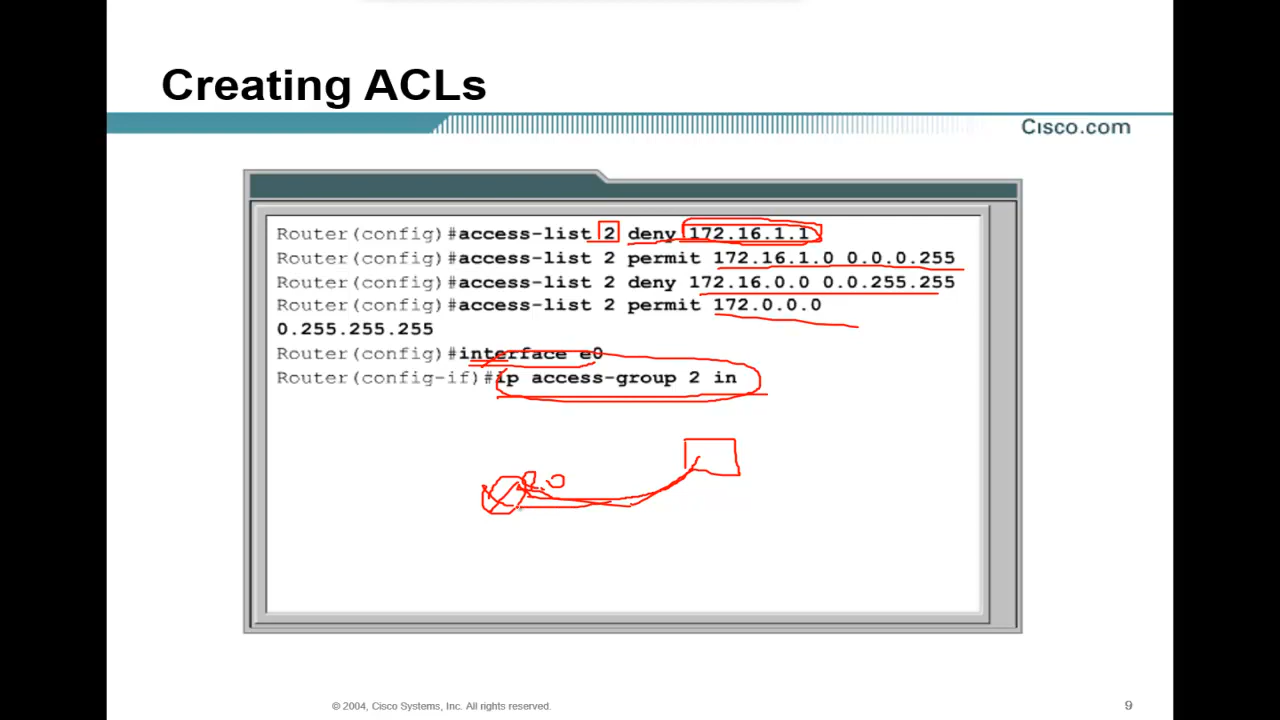 Creating ACLs
Cisco.com
Router(config)#access-list 2 deny 172.16.1.1
Router(config)#access-list 2 permit 172.16.1.0 0.0.0.255
Router(config)#access-list 2 deny 172.16.0.0 0.0.255.255
Router(config)#access-list 2 permit 172.0.0.0
0.255.255.255
Router(config)#interface e0
Router(config-if)#ip access-group 2 in
© 2004, Cisco Systems, Inc. All rights reserved.
9